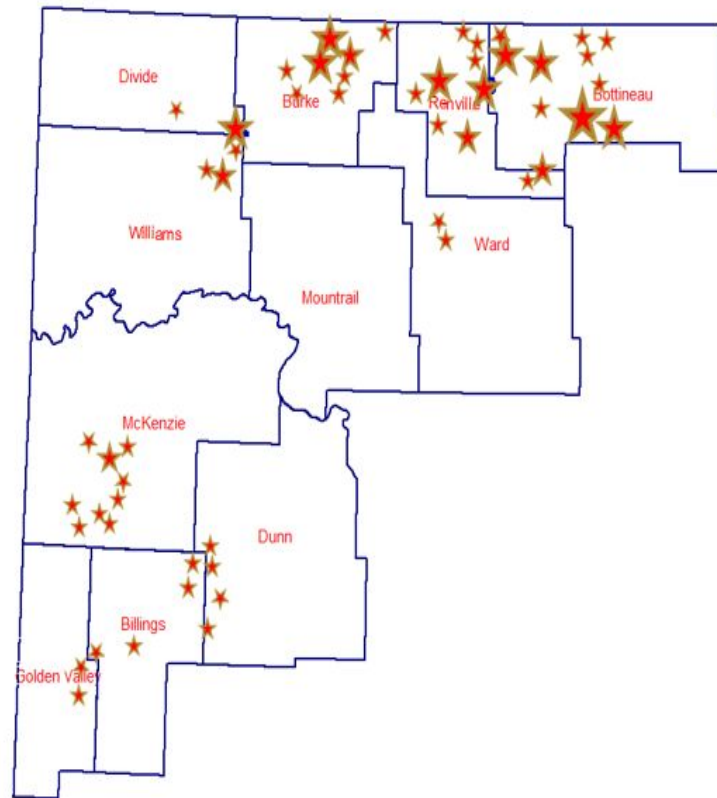 Divide
Burke
Renville
Bottineau
Williams
Ward
Mountrail
McKenzie
Dunn
Billings
Golden Valley